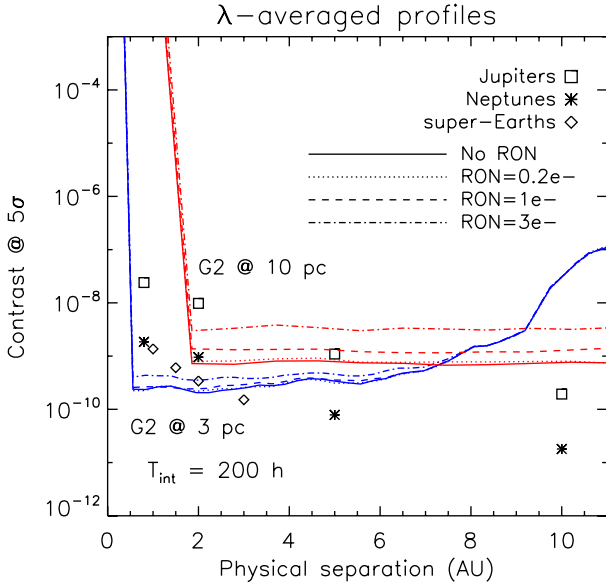 λ-averaged profiles
Contrast @ 5σ
10⁻⁴
10⁻⁶
10⁻⁸
10⁻¹⁰
10⁻¹²
Jupiters
Neptunes
super-Earths
No RON
RON=0.2e-
RON=1e-
RON=3e-
G2 @ 10 pc
G2 @ 3 pc
T_int = 200 h
0 2 4 6 8 10
Physical separation (AU)